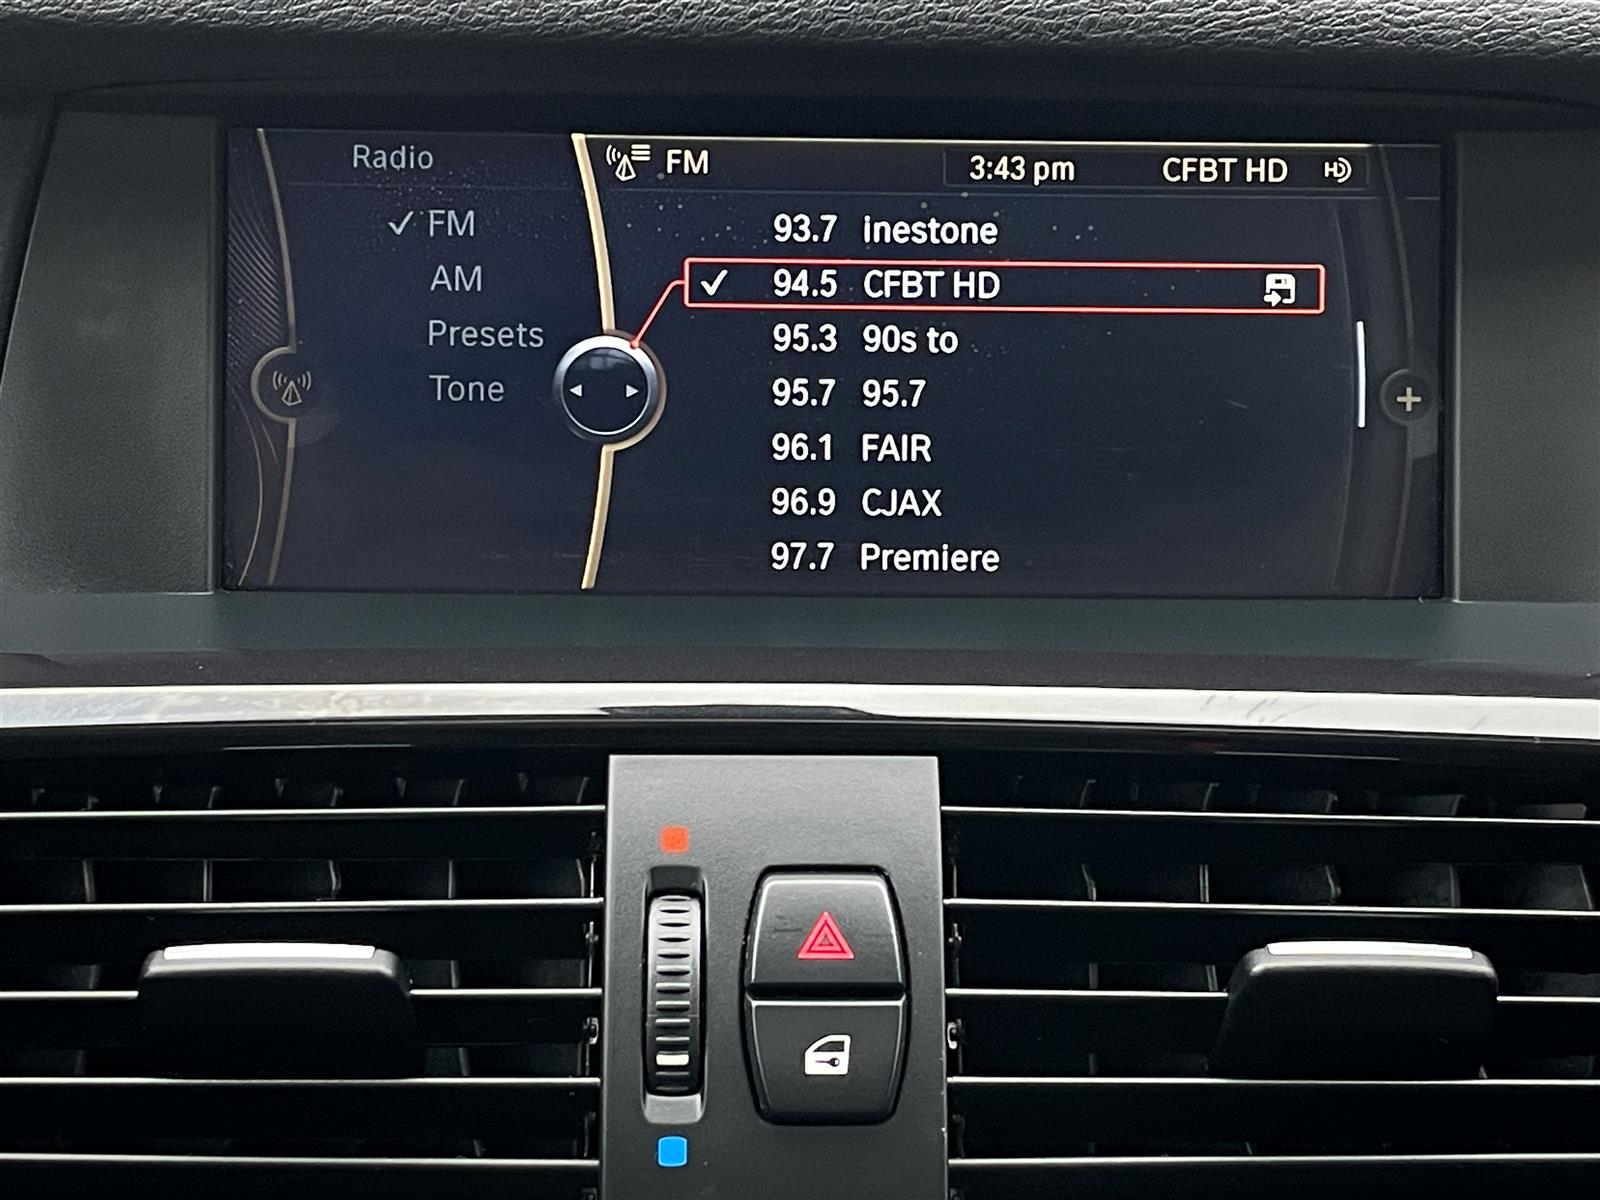 Radio
FM
AM
Presets
Tone
FM
3:43 pm
CFBT HD
HD
93.7 inestone
94.5 CFBT HD
95.3 90s to
95.7 95.7
96.1 FAIR
96.9 CJAX
97.7 Premiere